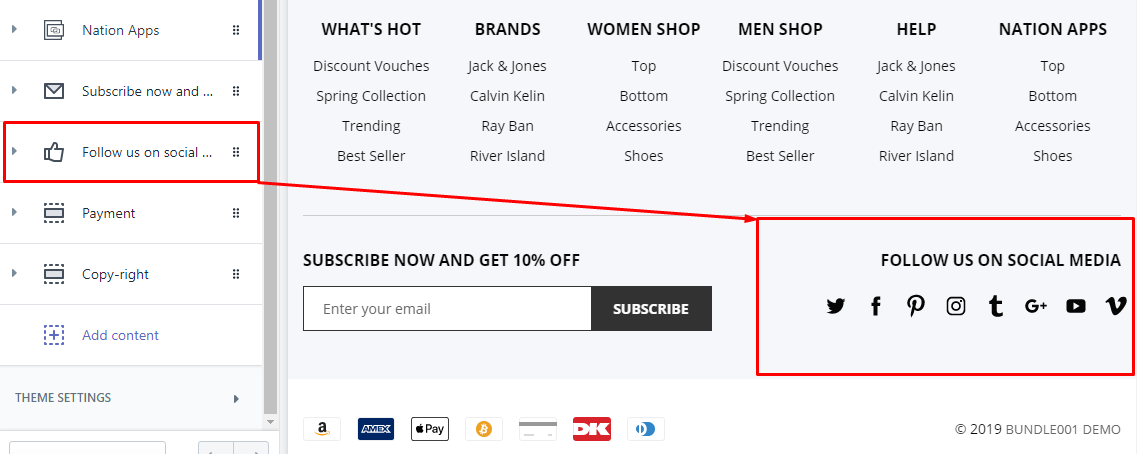 Nation Apps
Subscribe now and ...
Follow us on social ...
Payment
Copy-right
Add content
THEME SETTINGS
WHAT'S HOT BRANDS WOMEN SHOP MEN SHOP HELP NATION APPS
Discount Vouches Jack & Jones Top Discount Vouches Jack & Jones Top
Spring Collection Calvin Kelin Bottom Spring Collection Calvin Kelin Bottom
Trending Ray Ban Accessories Trending Ray Ban Accessories
Best Seller River Island Shoes Best Seller River Island Shoes
SUBSCRIBE NOW AND GET 10% OFF
Enter your email SUBSCRIBE
FOLLOW US ON SOCIAL MEDIA
AMEX Pay DK
© 2019 BUNDLE001 DEMO